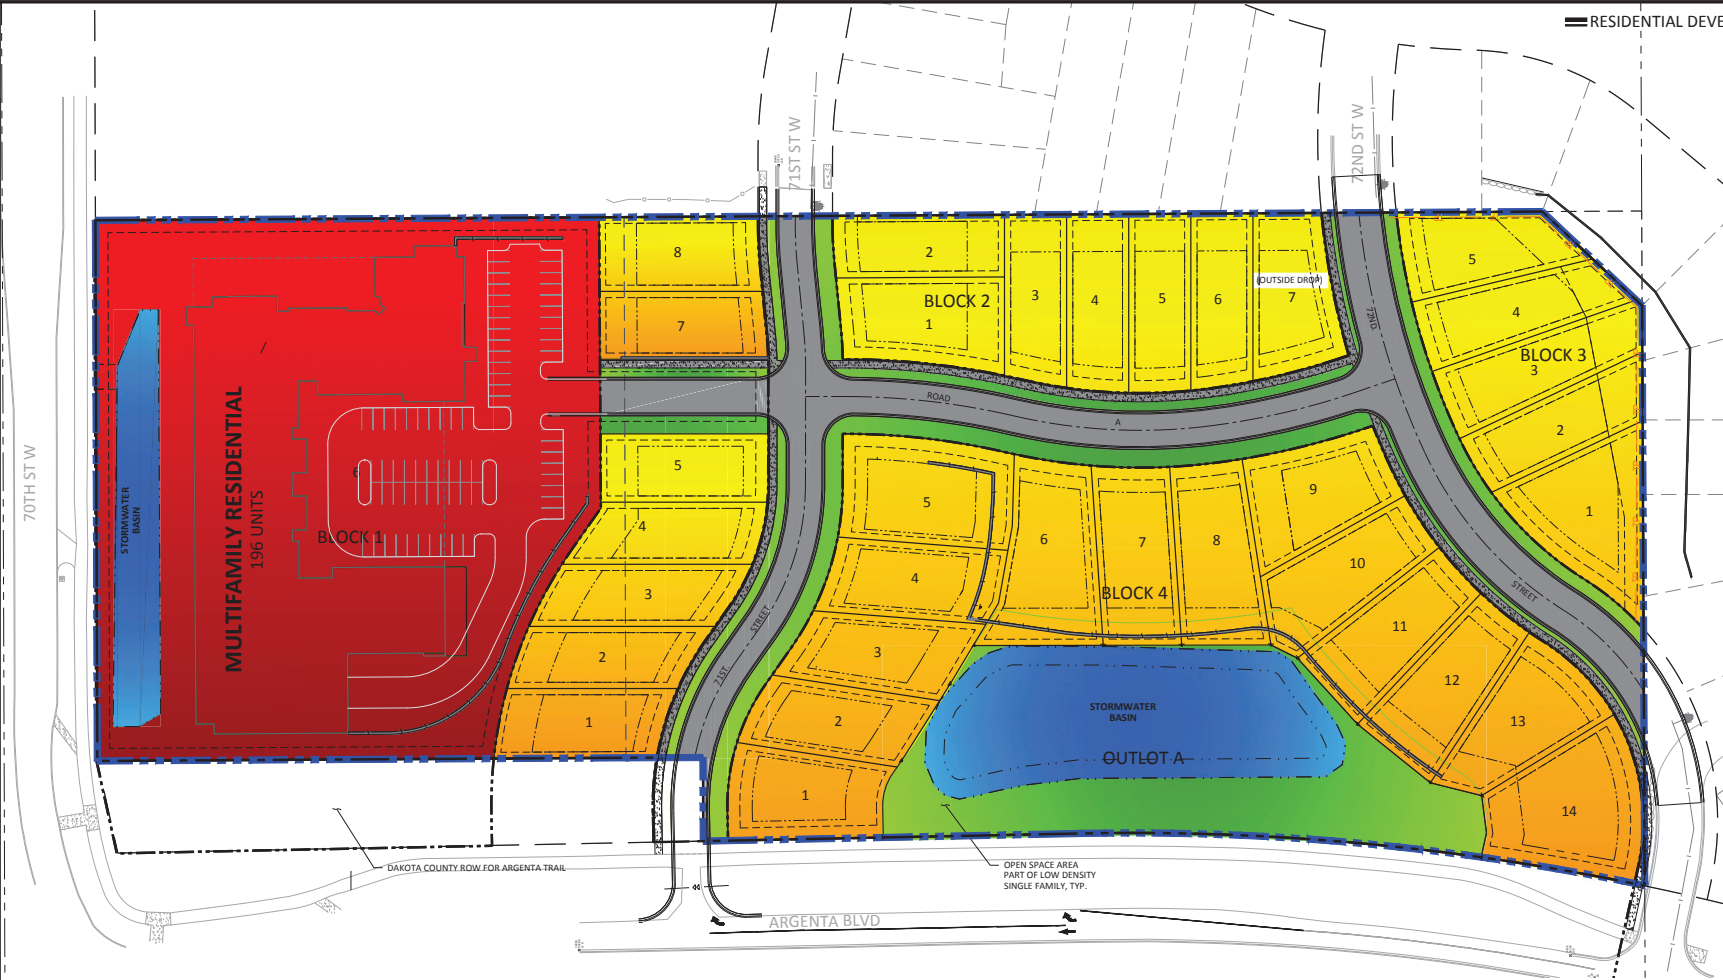 RESIDENTIAL DEVE
71ST ST W
72ND ST W
70TH ST W
8
7
5
4
3
2
1
6
MULTIFAMILY RESIDENTIAL
196 UNITS
BLOCK 1
STORMWATER
BASIN
2
1
BLOCK 2
3
4
5
6
(OUTSIDE DROP)
7
72ND.
STREET
5
4
BLOCK 3
3
2
1
ROAD
A
71ST.
STREET
5
4
3
2
1
6
7
8
9
10
11
12
13
14
BLOCK 4
STORMWATER
BASIN
OUTLOT A
DAKOTA COUNTY ROW FOR ARGENTA TRAIL
OPEN SPACE AREA
PART OF LOW DENSITY
SINGLE FAMILY, TYP.
ARGENTA BLVD